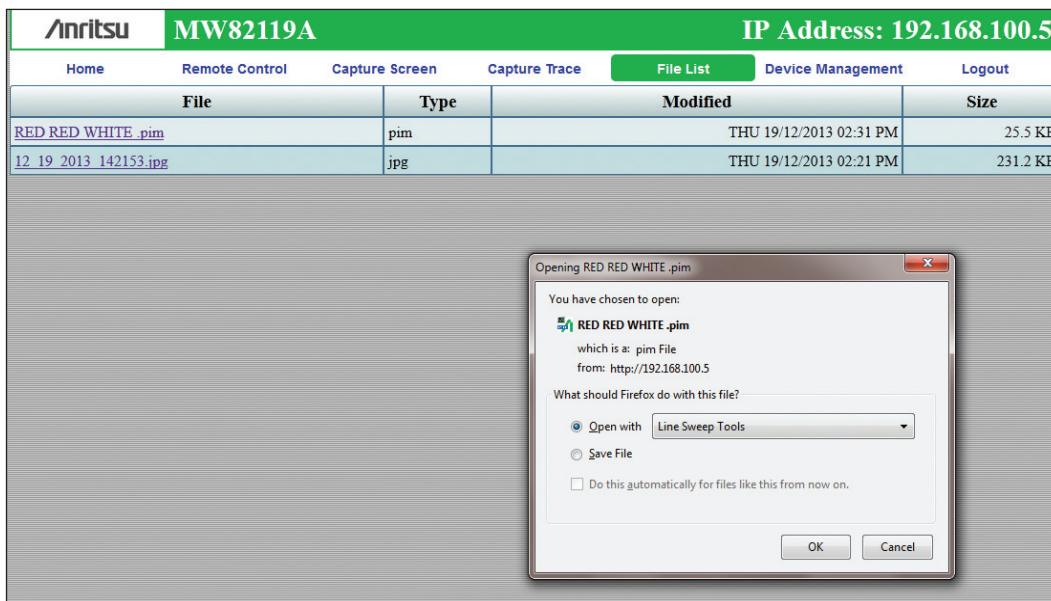 Anritsu MW82119A IP Address: 192.168.100.5
Home Remote Control Capture Screen Capture Trace File List Device Management Logout
File Type Modified Size
RED RED WHITE .pim pim THU 19/12/2013 02:31 PM 25.5 KB
12_19_2013_142153.jpg jpg THU 19/12/2013 02:21 PM 231.2 KB
Opening RED RED WHITE .pim
You have chosen to open:
RED RED WHITE .pim
which is a: pim File
from: http://192.168.100.5
What should Firefox do with this file?
Open with Line Sweep Tools
Save File
Do this automatically for files like this from now on.
OK Cancel